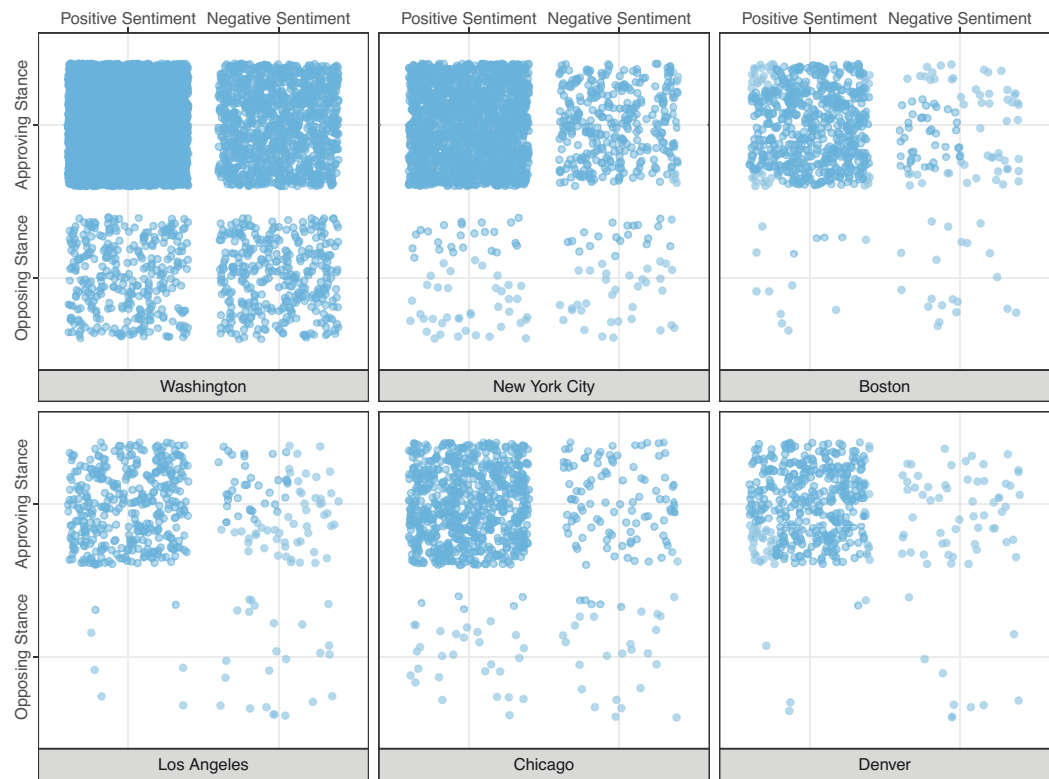 Positive Sentiment Negative Sentiment Positive Sentiment Negative Sentiment Positive Sentiment Negative Sentiment
Approving Stance
Opposing Stance
Washington New York City Boston
Approving Stance
Opposing Stance
Los Angeles Chicago Denver